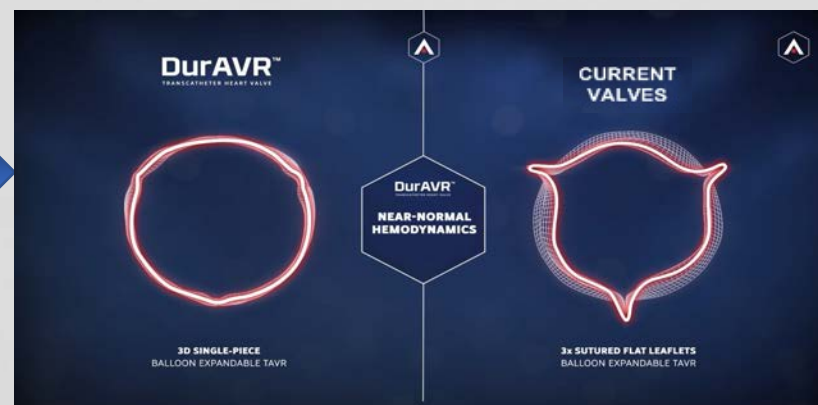 DurAVR™
TRANSCATHETER HEART VALVE
3D SINGLE-PIECE
BALLOON EXPANDABLE TAVR
DurAVR™
TRANSCATHETER HEART VALVE
NEAR-NORMAL
HEMODYNAMICS
CURRENT
VALVES
3x SUTURED FLAT LEAFLETS
BALLOON EXPANDABLE TAVR